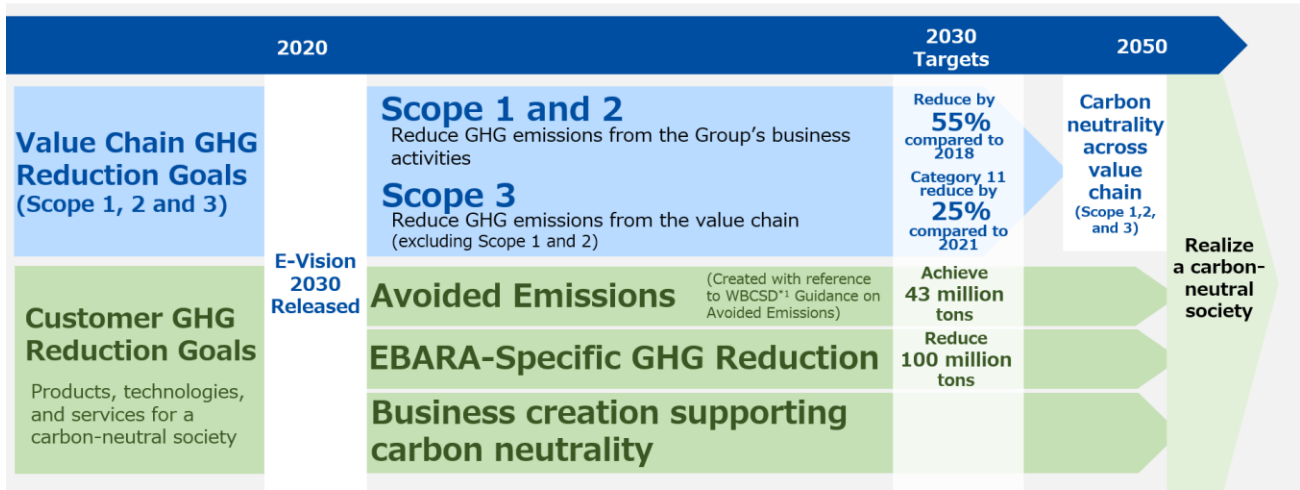 2020
2030
Targets
2050
Value Chain GHG
Reduction Goals
(Scope 1, 2 and 3)
E-Vision
2030
Released
Scope 1 and 2
Reduce GHG emissions from the Group's business
activities
Scope 3
Reduce GHG emissions from the value chain
(excluding Scope 1 and 2)
Reduce by
55%
compared to
2018
Category 11
reduce by
25%
compared to
2021
Carbon
neutrality
across
value
chain
(Scope 1,2,
and 3)
Customer GHG
Reduction Goals
Products, technologies,
and services for a
carbon-neutral society
Avoided Emissions
(Created with reference
to WBCSD*1 Guidance on
Avoided Emissions)
Achieve
43 million
tons
EBARA-Specific GHG Reduction
Reduce
100 million
tons
Business creation supporting
carbon neutrality
Realize
a carbon-
neutral
society